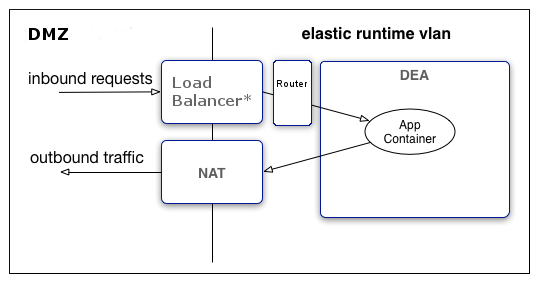 DMZ
elastic runtime vlan
inbound requests
Load
Balancer*
Router
DEA
App
Container
outbound traffic
NAT